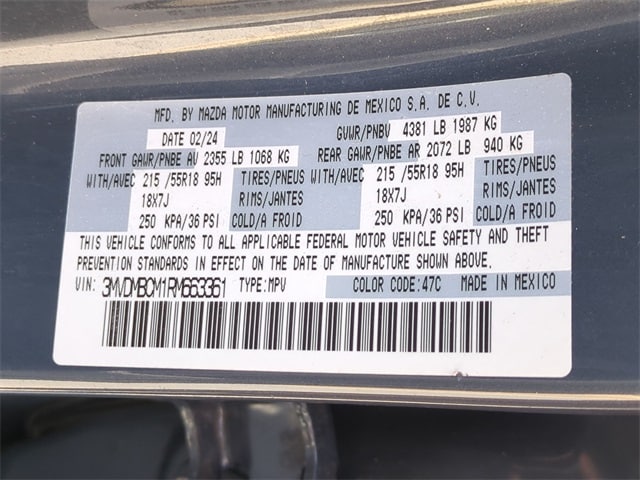 MFD. BY MAZDA MOTOR MANUFACTURING DE MEXICO S.A. DE C.V.
DATE 02/24 GVWR/PNBV 4381 LB 1987 KG
FRONT GAWR/PNBE AV 2355 LB 1068 KG REAR GAWR/PNBE AR 2072 LB 940 KG
WITH/AVEC 215 /55R18 95H TIRES/PNEUS WITH/AVEC 215 /55R18 95H TIRES/PNEUS
18X7J RIMS/JANTES 18X7J RIMS/JANTES
250 KPA/36 PSI COLD/A FROID 250 KPA/36 PSI COLD/A FROID
THIS VEHICLE CONFORMS TO ALL APPLICABLE FEDERAL MOTOR VEHICLE SAFETY AND THEFT
PREVENTION STANDARDS IN EFFECT ON THE DATE OF MANUFACTURE SHOWN ABOVE.
VIN: 3MVDMBCM1RM663361 TYPE:MPV COLOR CODE:47C MADE IN MEXICO